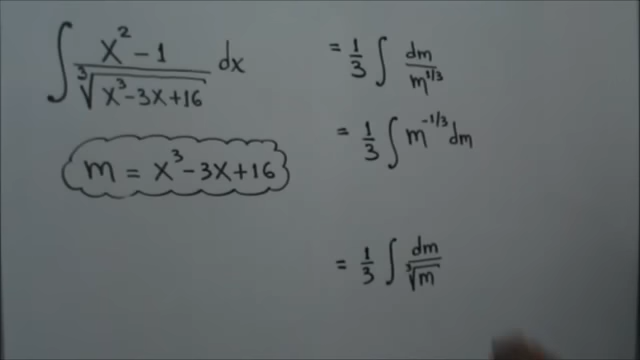 ∫ (x² - 1) / ∛(x³ - 3x + 16) dx
m = x³ - 3x + 16
= 1/3 ∫ dm / m^(1/3)
= 1/3 ∫ m^(-1/3) dm
= 1/3 ∫ dm / ∛m